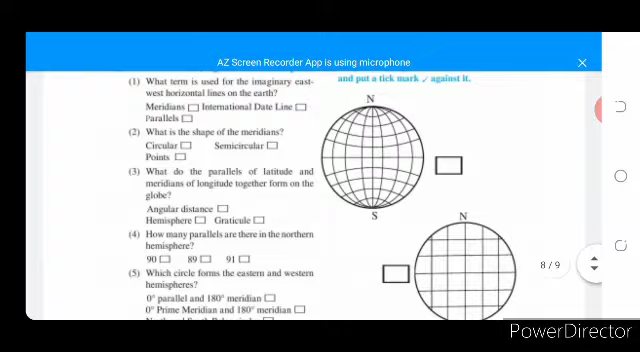 AZ Screen Recorder App is using microphone
(1) What term is used for the imaginary east-
west horizontal lines on the earth?
Meridians □ International Date Line □
Parallels □
(2) What is the shape of the meridians?
Circular □ Semicircular □
Points □
(3) What do the parallels of latitude and
meridians of longitude together form on the
globe?
Angular distance □
Hemisphere □ Graticule □
(4) How many parallels are there in the northern
hemisphere?
90 □ 89 □ 91 □
(5) Which circle forms the eastern and western
hemispheres?
0° parallel and 180° meridian □
0° Prime Meridian and 180° meridian □
and put a tick mark ✓ against it.
N
S
N
8 / 9
PowerDirector